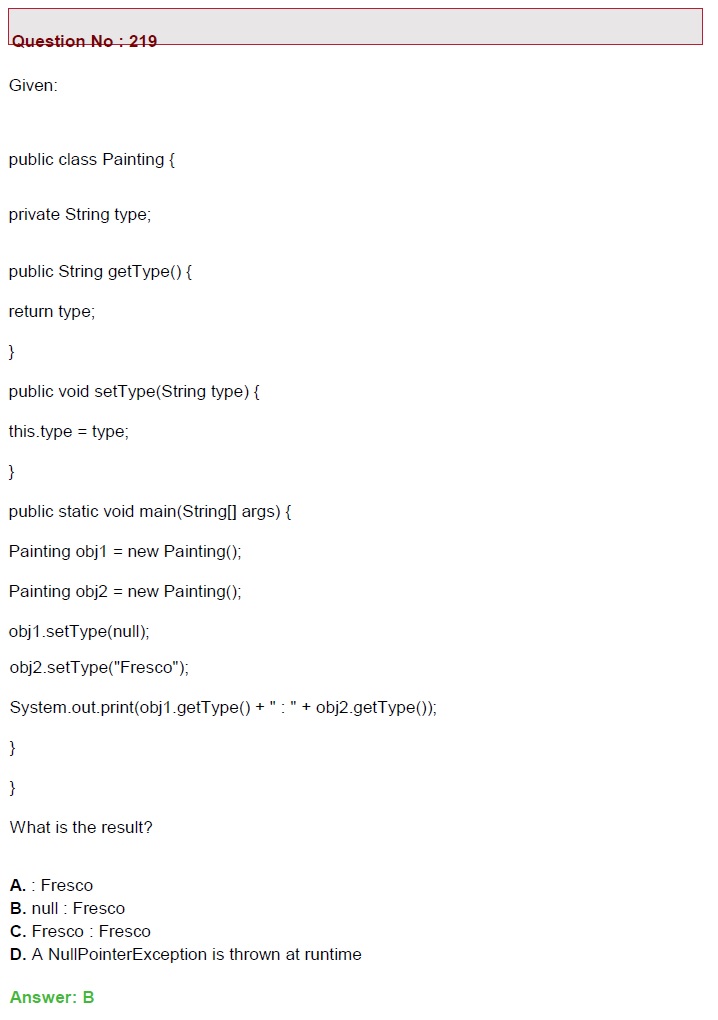 Question No : 219
Given:
public class Painting {
private String type;
public String getType() {
return type;
}
public void setType(String type) {
this.type = type;
}
public static void main(String[] args) {
Painting obj1 = new Painting();
Painting obj2 = new Painting();
obj1.setType(null);
obj2.setType("Fresco");
System.out.print(obj1.getType() + " : " + obj2.getType());
}
}
What is the result?
A. : Fresco
B. null : Fresco
C. Fresco : Fresco
D. A NullPointerException is thrown at runtime
Answer: B